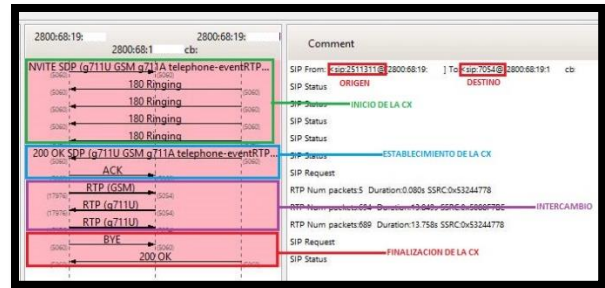 2800:68:19: 2800:68:19:
2800:68:1 cb:
Comment
NVITE SDP (g711U GSM g711A telephone-eventRTP...
(5060) (5060)
SIP From: <sip:2511311@[2800:68:19: ] To:<sip:7054@[2800:68:19:1 cb:
180 Ringing
SIP Status
ORIGEN DESTINO
180 Ringing
SIP Status
INICIO DE LA CX
180 Ringing
SIP Status
180 Ringing
SIP Status
200 OK SDP (g711U GSM g711A telephone-eventRTP...
SIP Status
ESTABLECIMIENTO DE LA CX
ACK
SIP Request
RTP (GSM)
RTP Num packets:5 Duration:0.080s SSRC:0x53244778
RTP (g711U)
INTERCAMBIO
RTP (g711U)
RTP Num packets:689 Duration:13.758s SSRC:0x53244778
BYE
SIP Request
FINALIZACION DE LA CX
200 OK
SIP Status